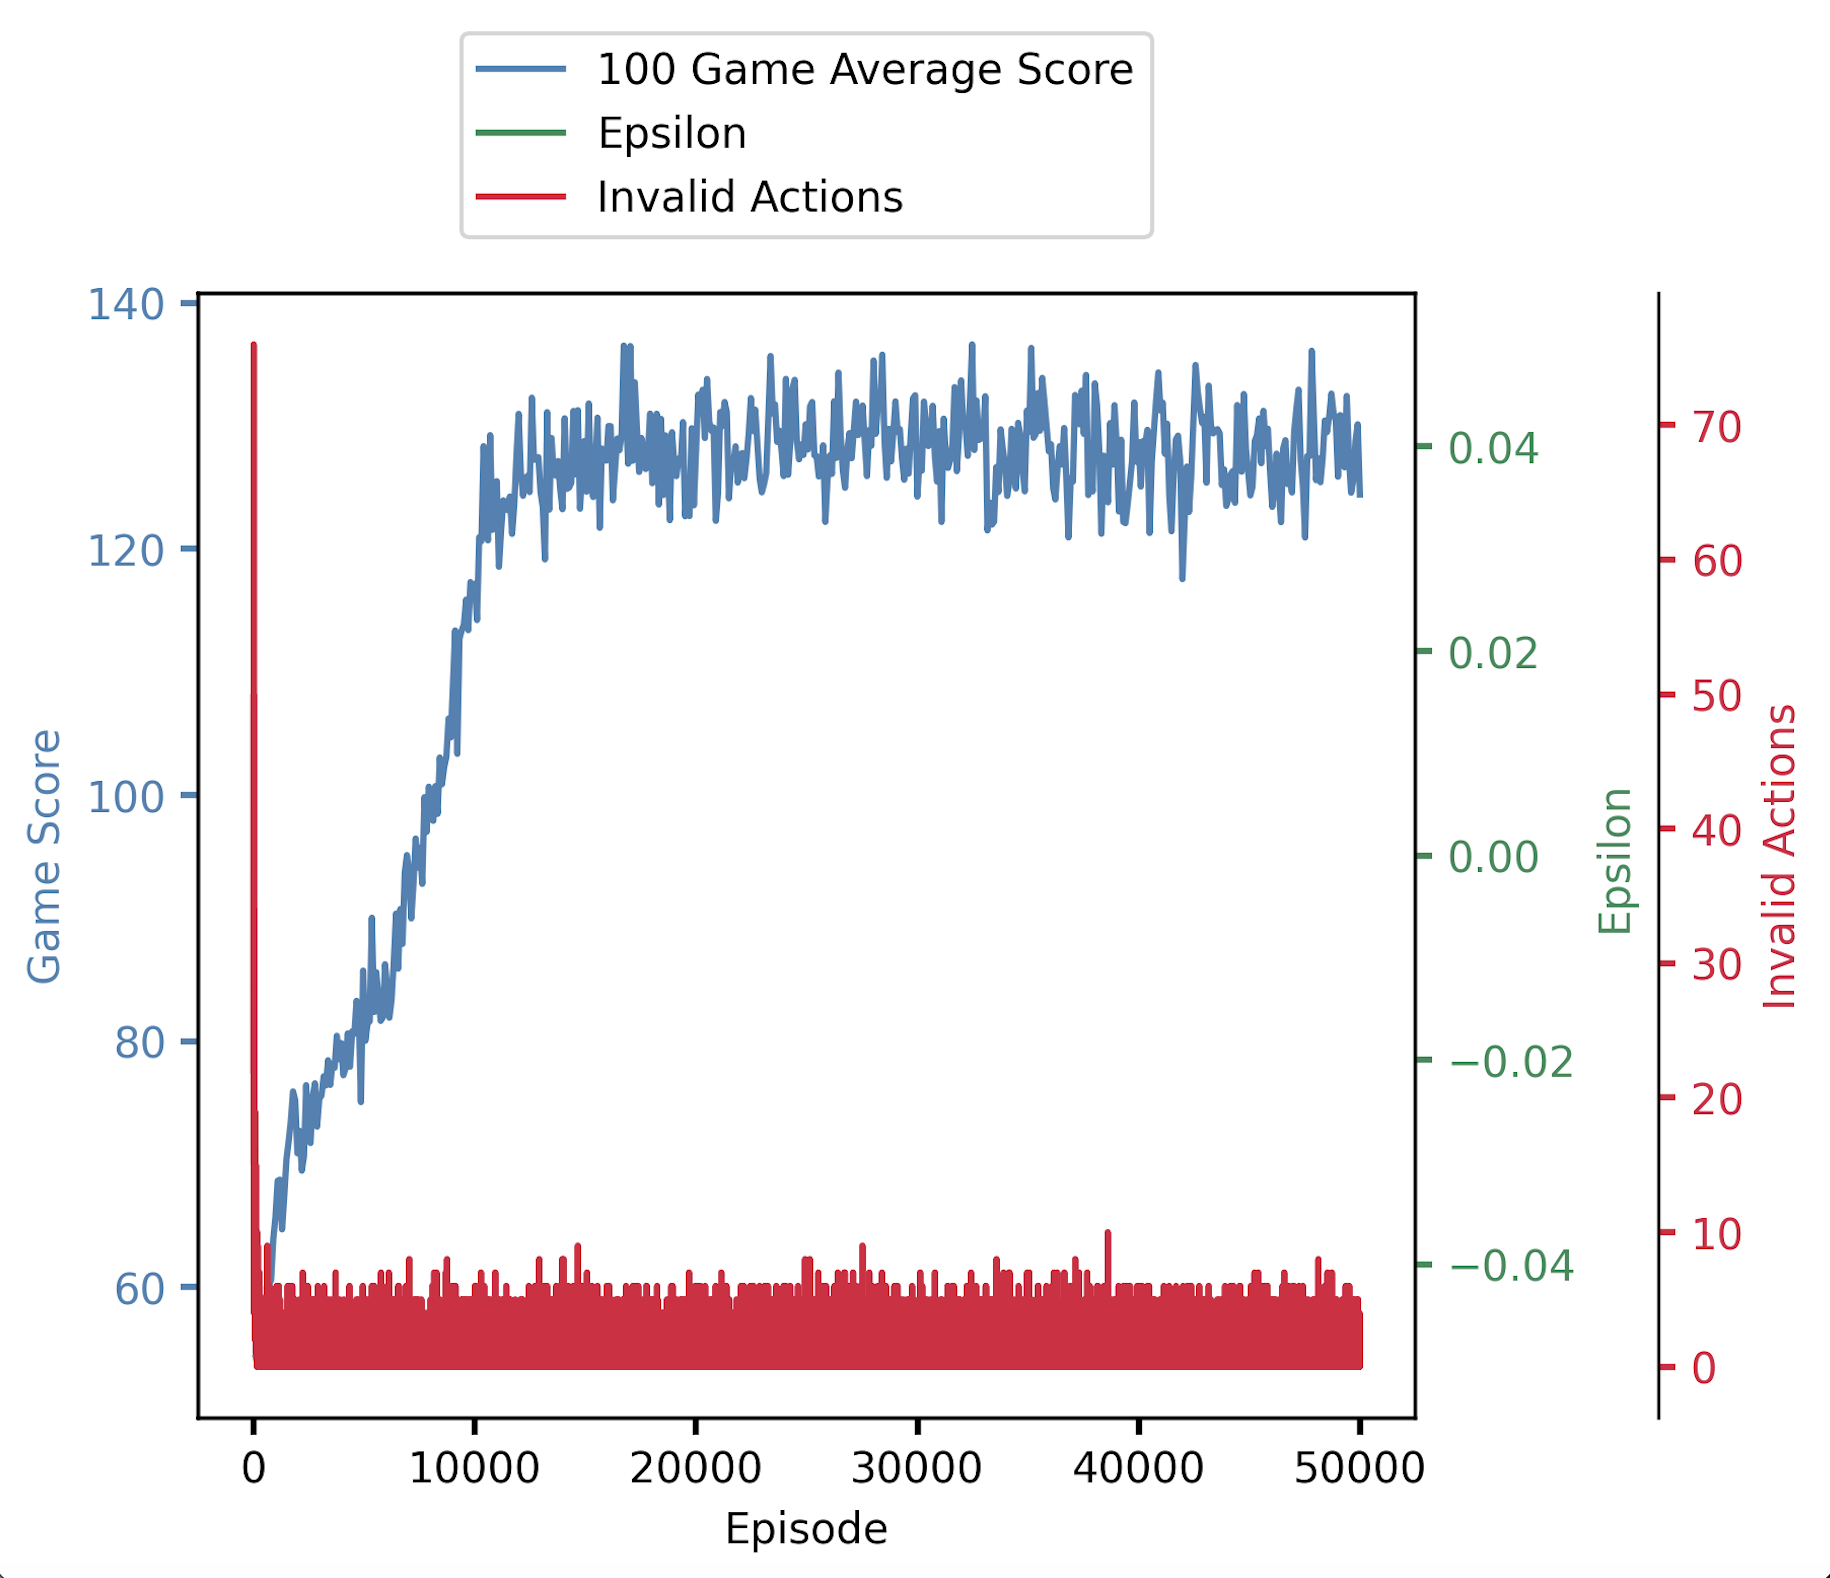 100 Game Average Score
Epsilon
Invalid Actions
140
120
100
80
60
Game Score
0.04
0.02
0.00
−0.02
−0.04
Epsilon
70
60
50
40
30
20
10
0
Invalid Actions
0 10000 20000 30000 40000 50000
Episode